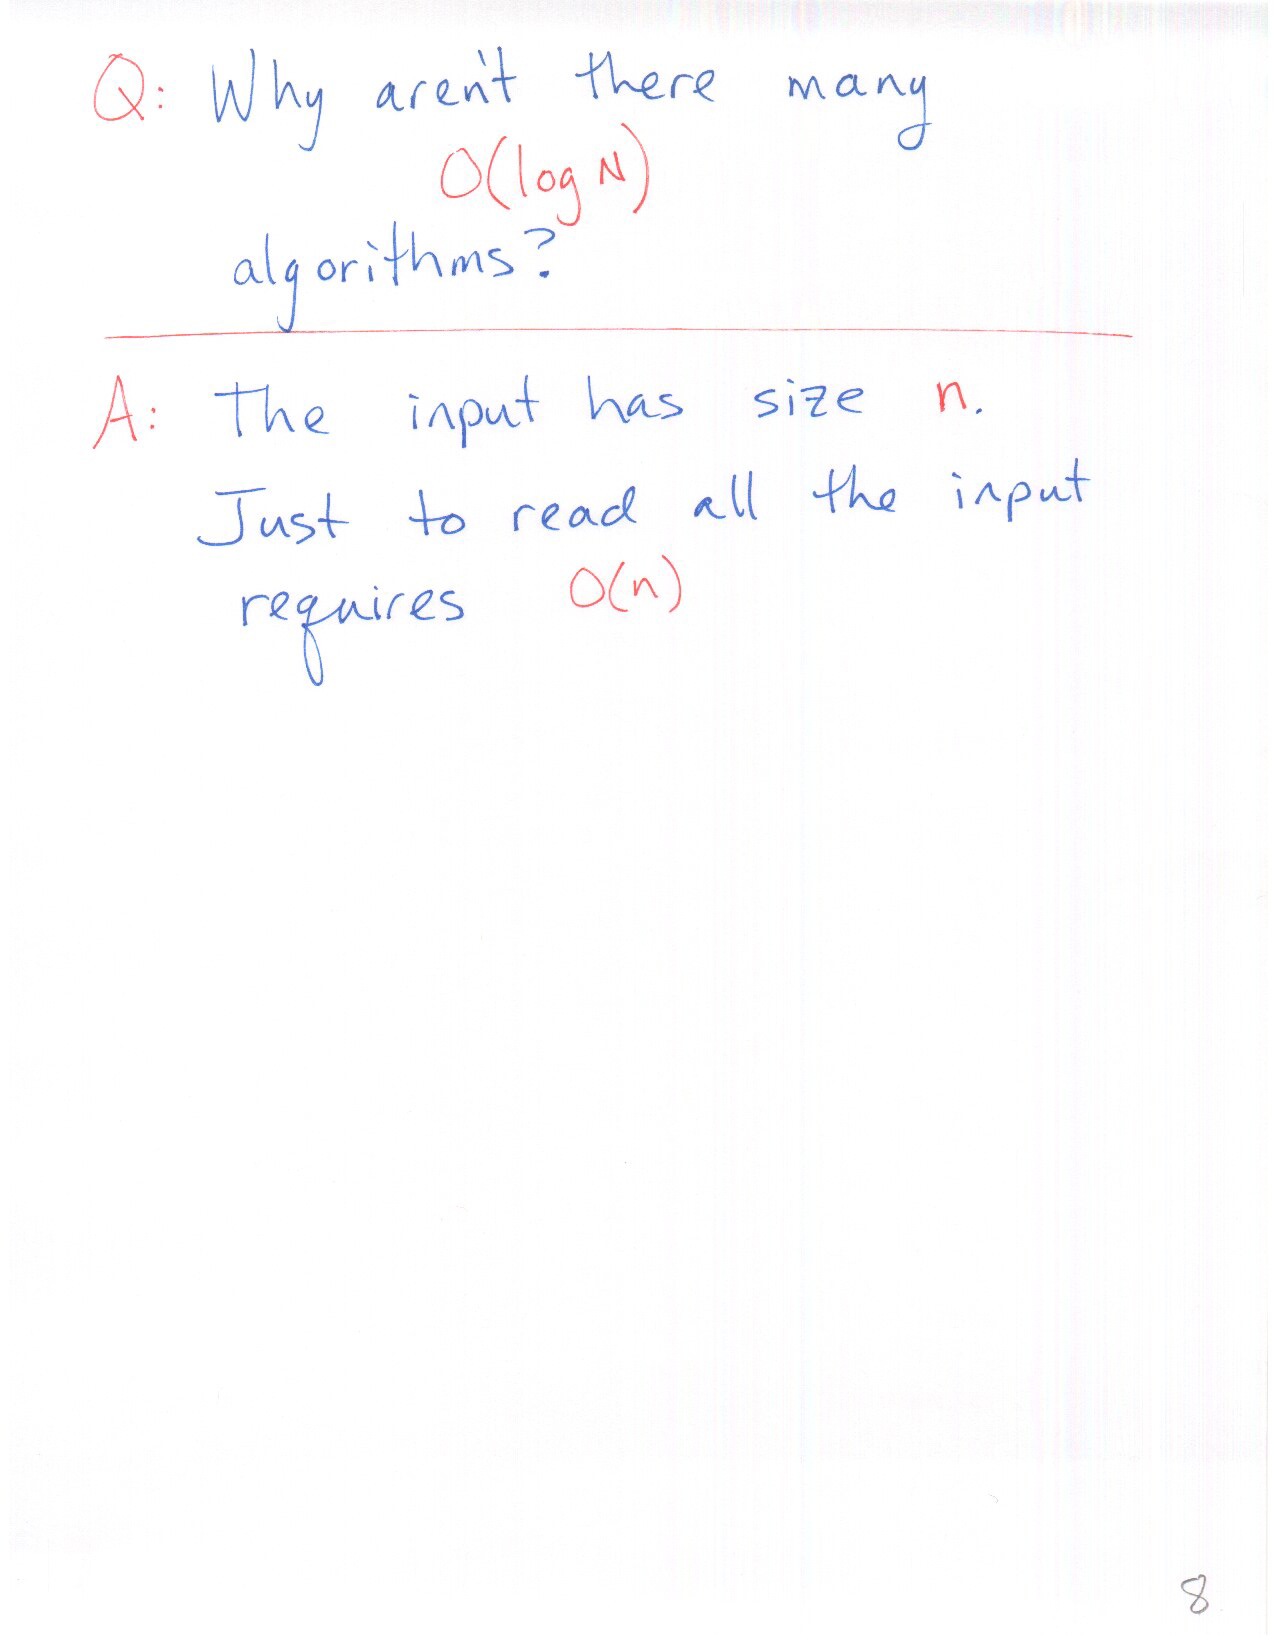 Q: Why aren't there many
O(log N)
algorithms?
A: The input has size n.
Just to read all the input
requires O(n)
8